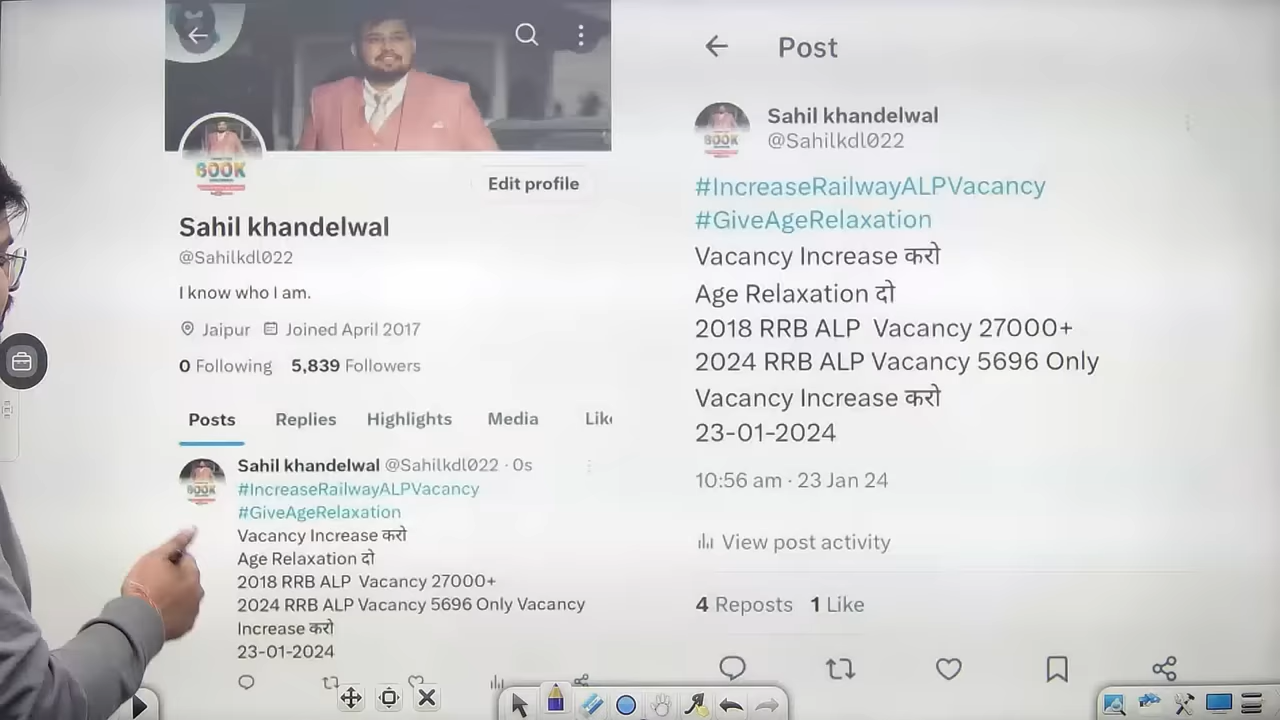 Edit profile
Sahil khandelwal
@Sahilkdl022
I know who I am.
Jaipur Joined April 2017
0 Following 5,839 Followers
Posts Replies Highlights Media Lik
BOOK
Sahil khandelwal @Sahilkdl022 · 0s
#IncreaseRailwayALPVacancy
#GiveAgeRelaxation
Vacancy Increase करो
Age Relaxation दो
2018 RRB ALP Vacancy 27000+
2024 RRB ALP Vacancy 5696 Only Vacancy
Increase करो
23-01-2024
Post
BOOK
Sahil khandelwal
@Sahilkdl022
#IncreaseRailwayALPVacancy
#GiveAgeRelaxation
Vacancy Increase करो
Age Relaxation दो
2018 RRB ALP Vacancy 27000+
2024 RRB ALP Vacancy 5696 Only
Vacancy Increase करो
23-01-2024
10:56 am · 23 Jan 24
View post activity
4 Reposts 1 Like